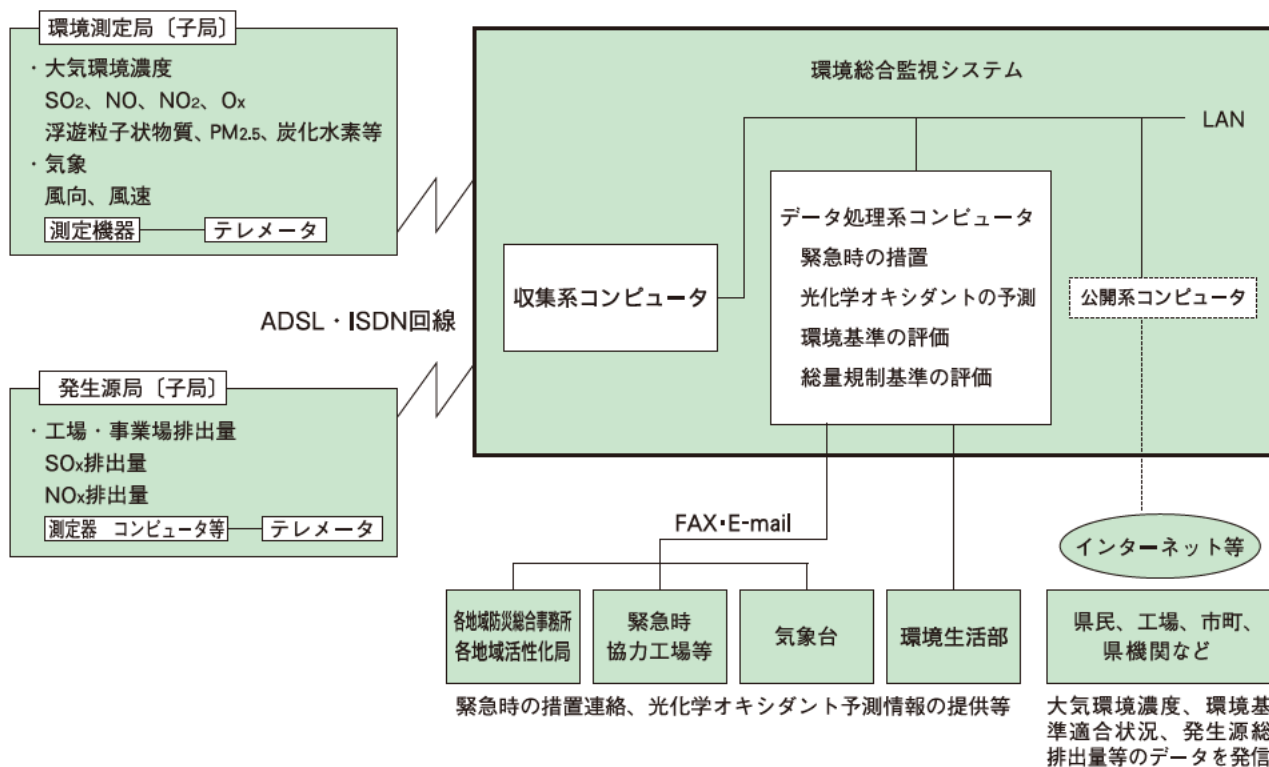 環境測定局〔子局〕
・大気環境濃度
SO₂、NO、NO₂、Oₓ
浮遊粒子状物質、PM₂.₅、炭化水素等
・気象
風向、風速
測定機器
テレメータ
ADSL・ISDN回線
発生源局〔子局〕
・工場・事業場排出量
SOₓ排出量
NOₓ排出量
測定器 コンピュータ等
テレメータ
環境総合監視システム
LAN
収集系コンピュータ
データ処理系コンピュータ
緊急時の措置
光化学オキシダントの予測
環境基準の評価
総量規制基準の評価
公開系コンピュータ
FAX・E-mail
インターネット等
各地域防災総合事務所
各地域活性化局
緊急時
協力工場等
気象台
環境生活部
県民、工場、市町、
県機関など
緊急時の措置連絡、光化学オキシダント予測情報の提供等
大気環境濃度、環境基
準適合状況、発生源総
排出量等のデータを発信